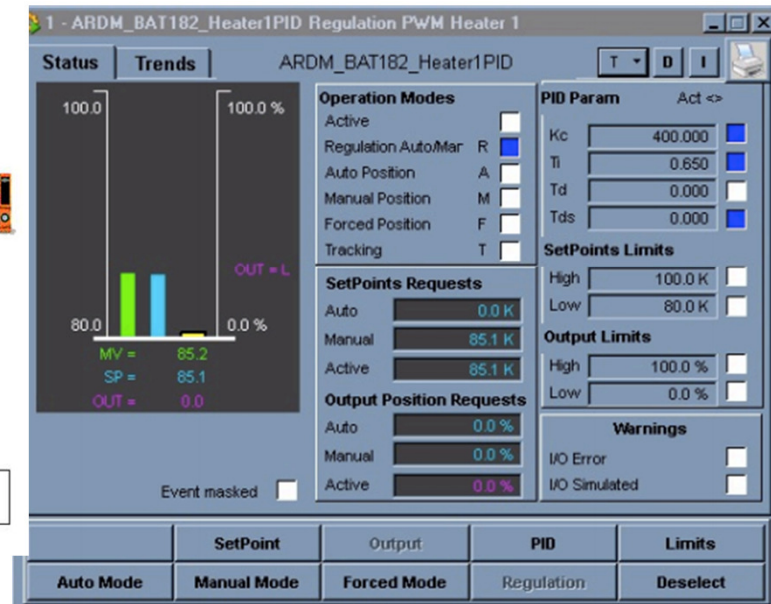 1 - ARDM_BAT182_Heater1PID Regulation PWM Heater 1
Status Trends ARDM_BAT182_Heater1PID T D I
100.0 100.0 %
80.0 0.0 %
OUT = L
MV = 85.2
SP = 85.1
OUT = 0.0
Event masked
Operation Modes
Active
Regulation Auto/Mar R
Auto Position A
Manual Position M
Forced Position F
Tracking T
SetPoints Requests
Auto 0.0 K
Manual 85.1 K
Active 85.1 K
Output Position Requests
Auto 0.0 %
Manual 0.0 %
Active 0.0 %
PID Param Act <>
Kc 400.000
Ti 0.650
Td 0.000
Tds 0.000
SetPoints Limits
High 100.0 K
Low 80.0 K
Output Limits
High 100.0 %
Low 0.0 %
Warnings
I/O Error
I/O Simulated
SetPoint Output PID Limits
Auto Mode Manual Mode Forced Mode Regulation Deselect